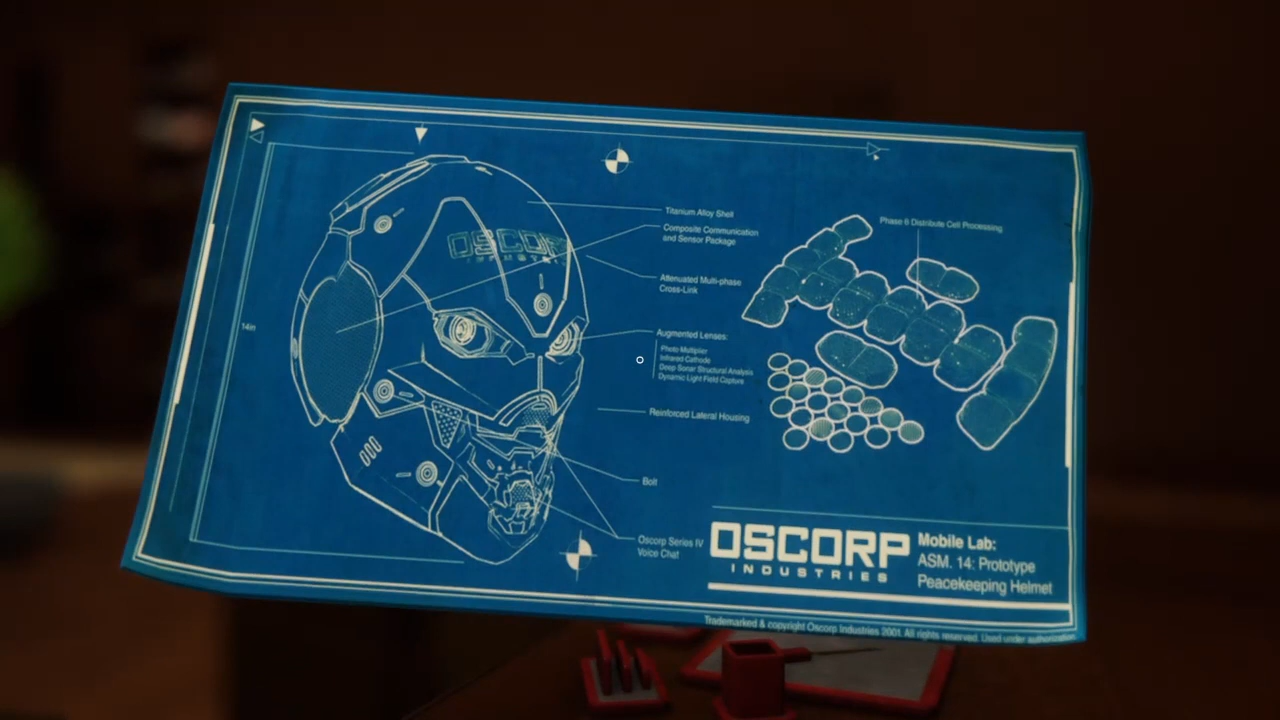 Titanium Alloy Shell
Composite Communication
and Sensor Package
Attenuated Multi-phase
Cross-Link
Augmented Lenses:
Photo Multiplier
Infrared Cathode
Deep Sonar Structural Analysis
Dynamic Light Field Capture
Reinforced Lateral Housing
Bolt
Oscorp Series IV
Voice Chat
14in
OSCORP
INDUSTRIES
Phase 6 Distribute Cell Processing
OSCORP
INDUSTRIES
Mobile Lab:
ASM. 14: Prototype
Peacekeeping Helmet
Trademarked & copyright Oscorp Industries 2001. All rights reserved. Used under authorization